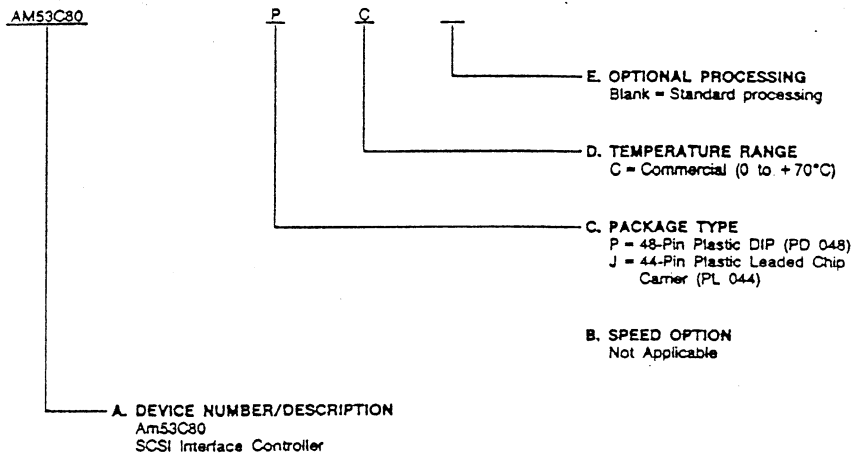 AM53C80 P C
E. OPTIONAL PROCESSING
Blank = Standard processing
D. TEMPERATURE RANGE
C = Commercial (0 to +70°C)
C. PACKAGE TYPE
P = 48-Pin Plastic DIP (PD 048)
J = 44-Pin Plastic Leaded Chip
Carrier (PL 044)
B. SPEED OPTION
Not Applicable
A. DEVICE NUMBER/DESCRIPTION
Am53C80
SCSI Interface Controller